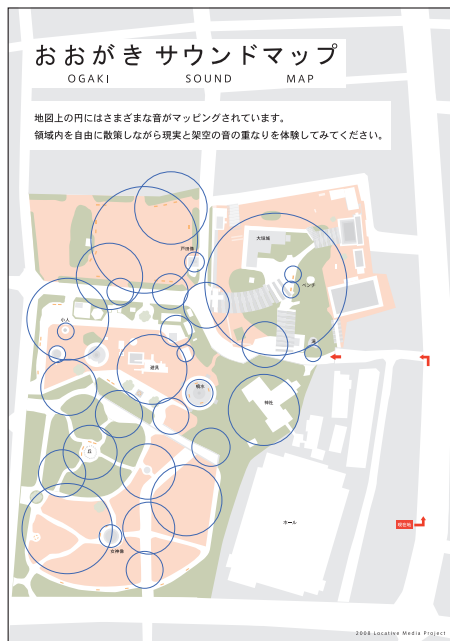 おおがき サウンドマップ
OGAKI SOUND MAP
地図上の円にはさまざまな音がマッピングされています。
領域内を自由に散策しながら現実と架空の音の重なりを体験してみてください。
戸田像
大垣城
ベンチ
小人
遊具
噴水
神社
丘
女神像
ホール
現在地
2008 Locative Media Project